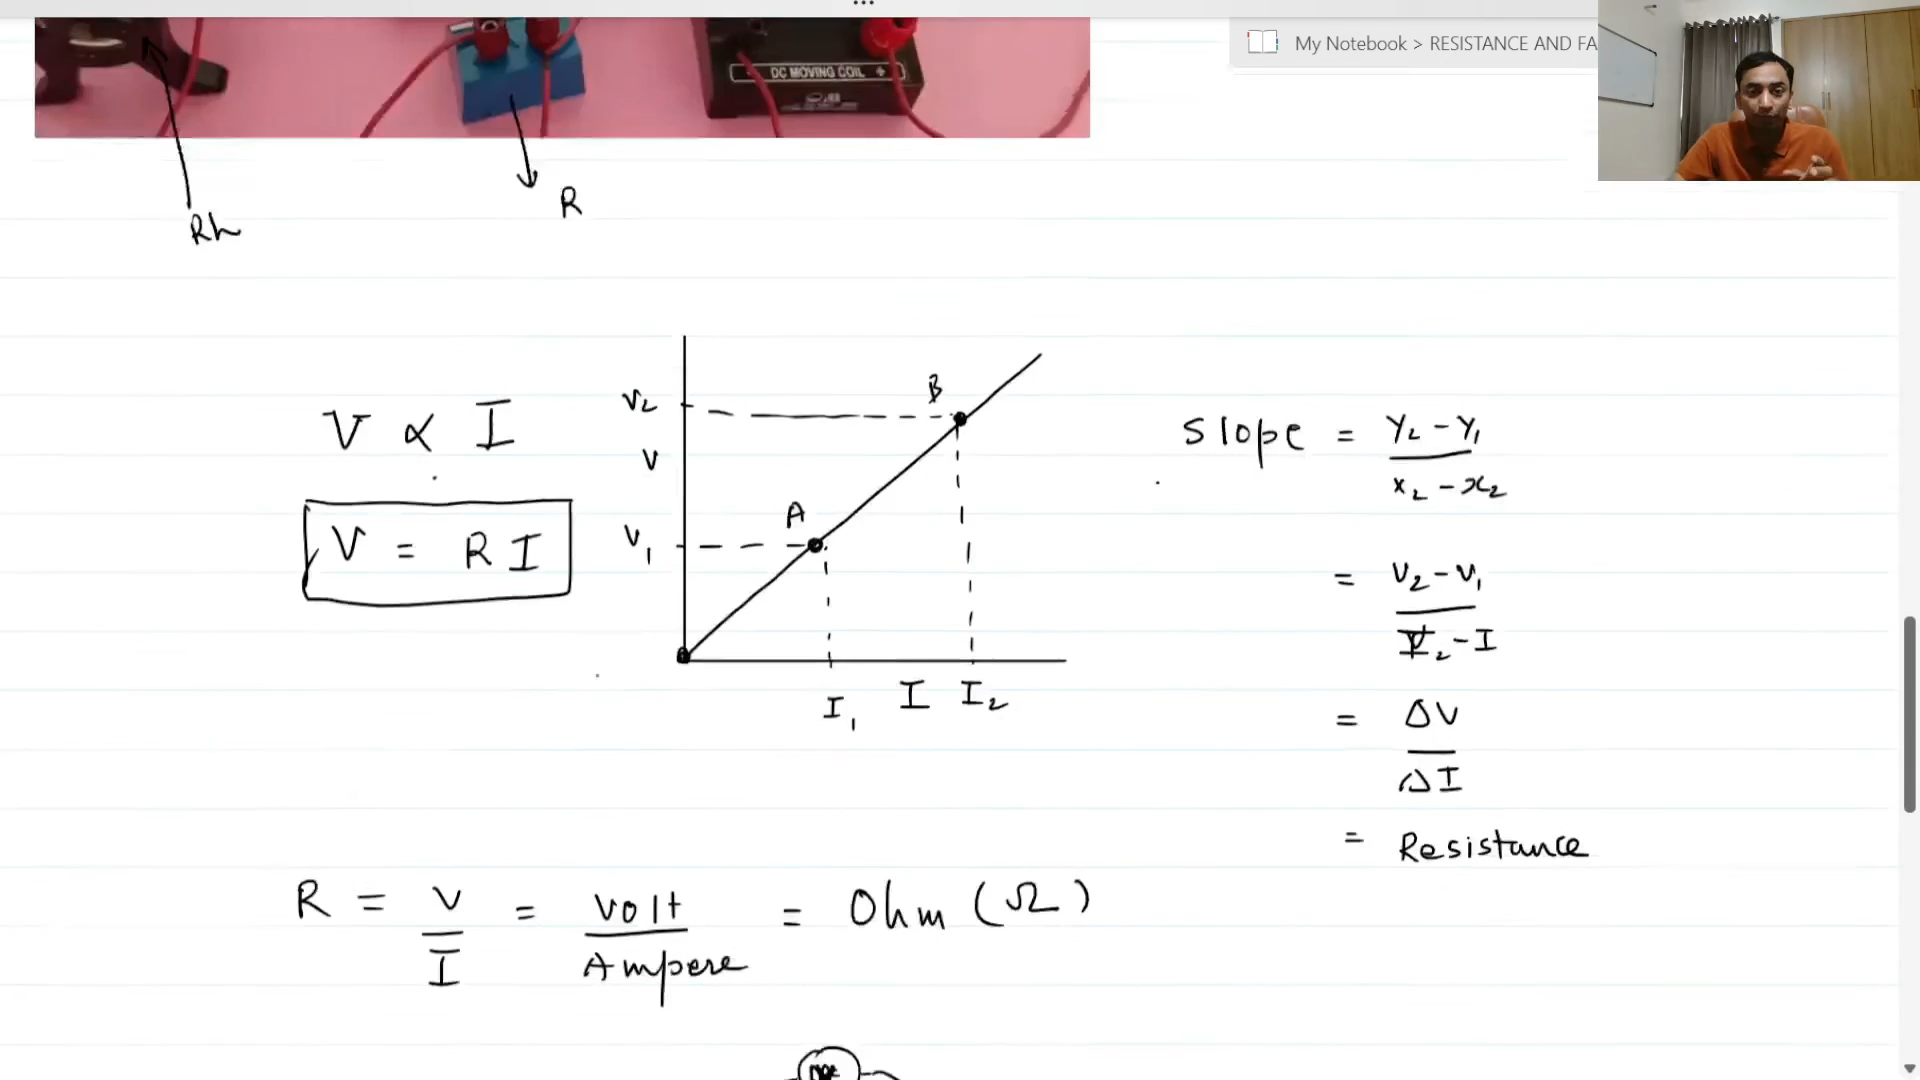 ...
My Notebook > RESISTANCE AND FA
- DC MOVING COIL +
Rh
R
V ∝ I
V = RI
V₂
V
V₁
B
A
I₁
I
I₂
Slope = y₂ - y₁
x₂ - x₂
= V₂ - V₁
I₂ - I
= ΔV
ΔI
= Resistance
R = V = Volt = Ohm (Ω)
I Ampere